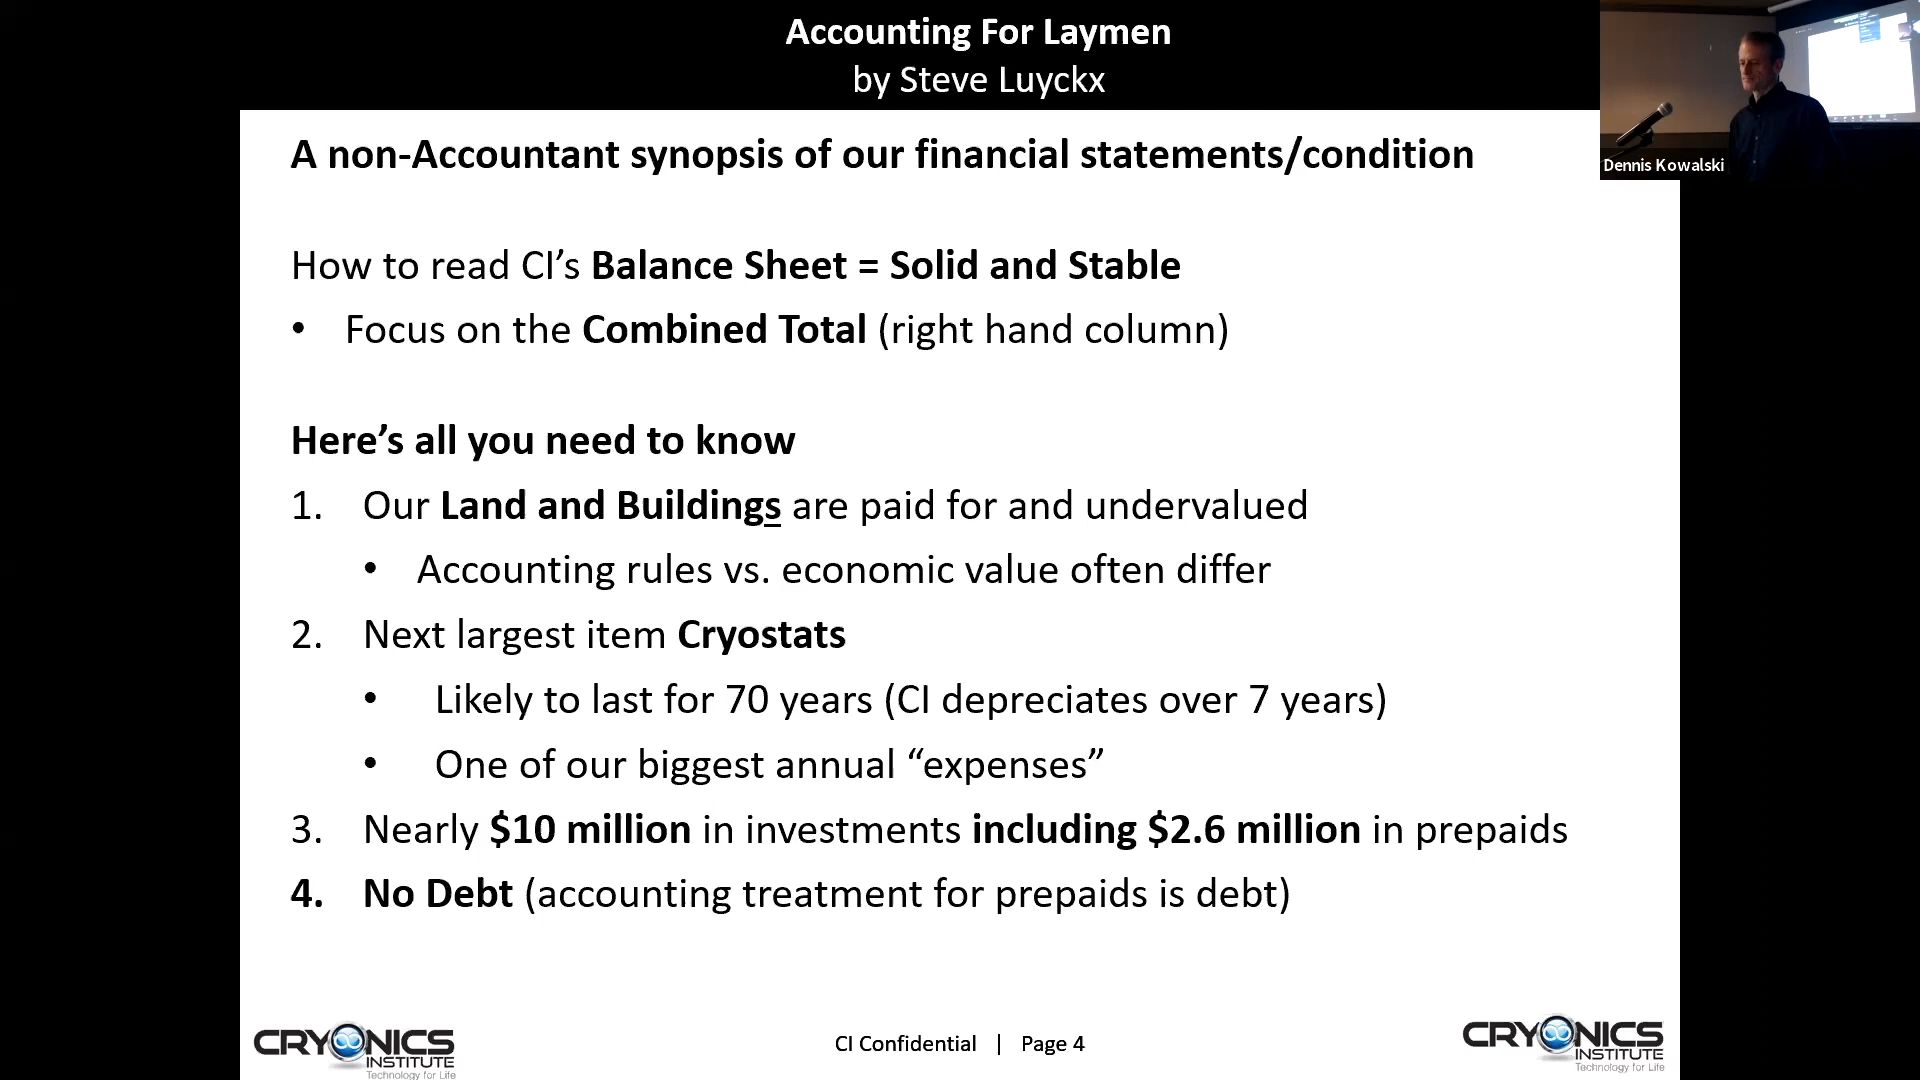 Accounting For Laymen
by Steve Luyckx
Dennis Kowalski
A non-Accountant synopsis of our financial statements/condition
How to read CI’s Balance Sheet = Solid and Stable
• Focus on the Combined Total (right hand column)
Here’s all you need to know
1. Our Land and Buildings are paid for and undervalued
• Accounting rules vs. economic value often differ
2. Next largest item Cryostats
• Likely to last for 70 years (CI depreciates over 7 years)
• One of our biggest annual “expenses”
3. Nearly $10 million in investments including $2.6 million in prepaids
4. No Debt (accounting treatment for prepaids is debt)
CRYONICS
INSTITUTE
Technology for Life
CI Confidential | Page 4
CRYONICS
INSTITUTE
Technology for Life